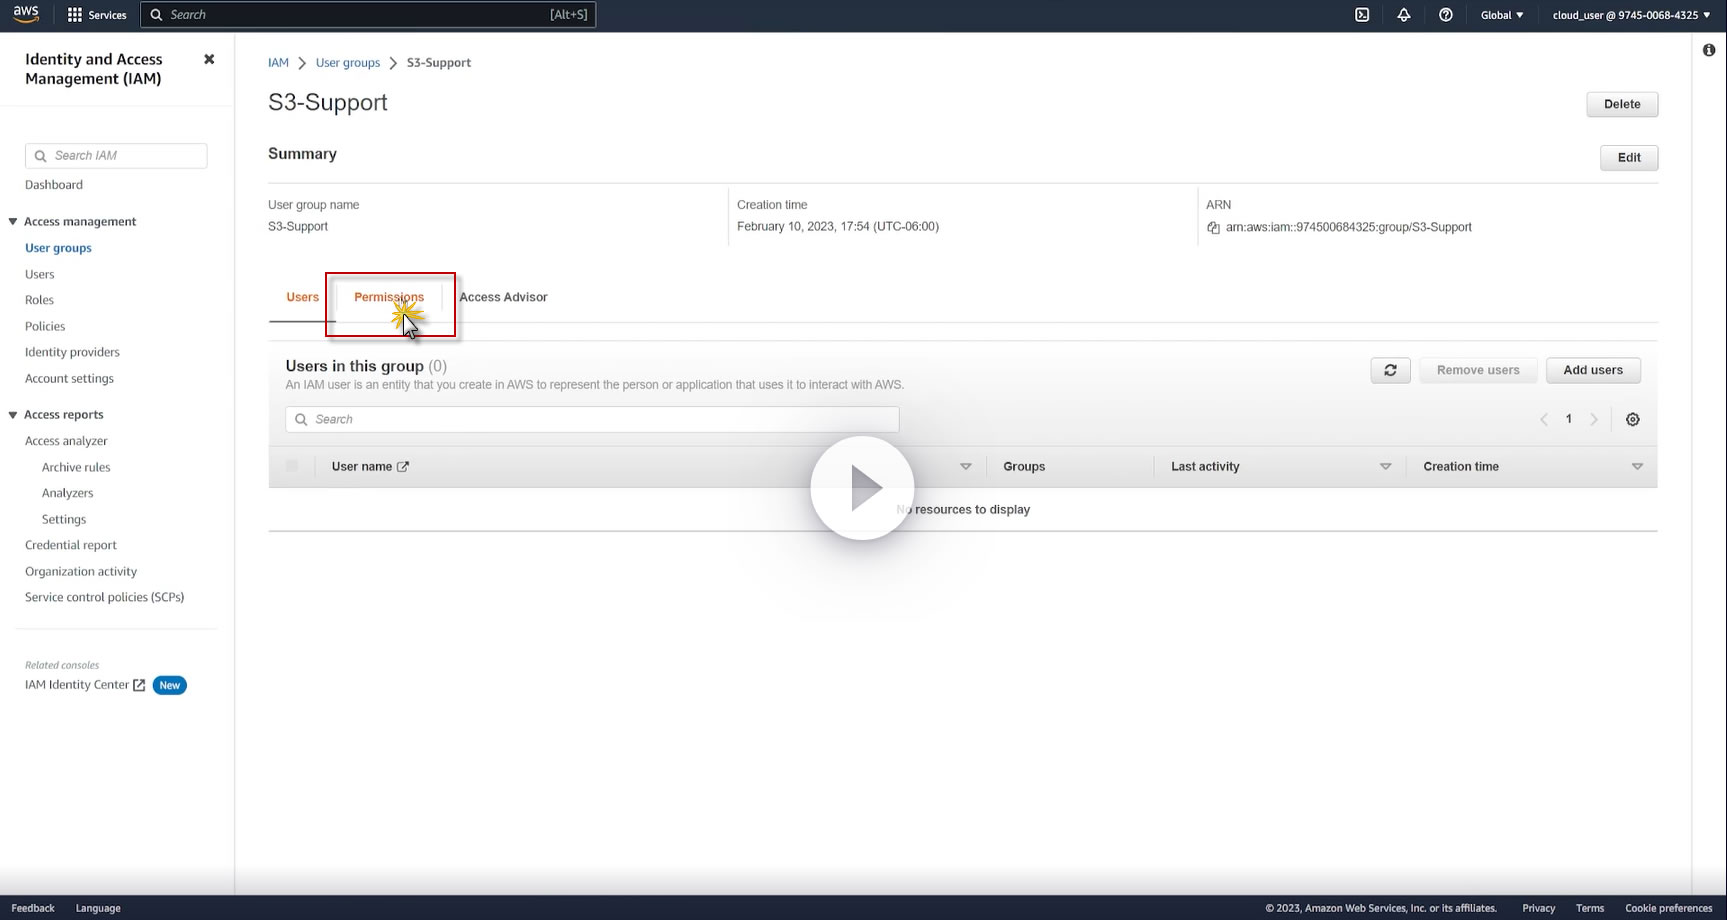 aws
Services
Search
[Alt+S]
Global
cloud_user @ 9745-0068-4325
Identity and Access
Management (IAM)
Search IAM
Dashboard
Access management
User groups
Users
Roles
Policies
Identity providers
Account settings
Access reports
Access analyzer
Archive rules
Analyzers
Settings
Credential report
Organization activity
Service control policies (SCPs)
Related consoles
IAM Identity Center
New
IAM > User groups > S3-Support
S3-Support
Delete
Summary
Edit
User group name
S3-Support
Creation time
February 10, 2023, 17:54 (UTC-06:00)
ARN
arn:aws:iam::974500684325:group/S3-Support
Users
Permissions
Access Advisor
Users in this group (0)
An IAM user is an entity that you create in AWS to represent the person or application that uses it to interact with AWS.
Remove users
Add users
Search
1
User name
Groups
Last activity
Creation time
No resources to display
Feedback
Language
© 2023, Amazon Web Services, Inc. or its affiliates.
Privacy
Terms
Cookie preferences